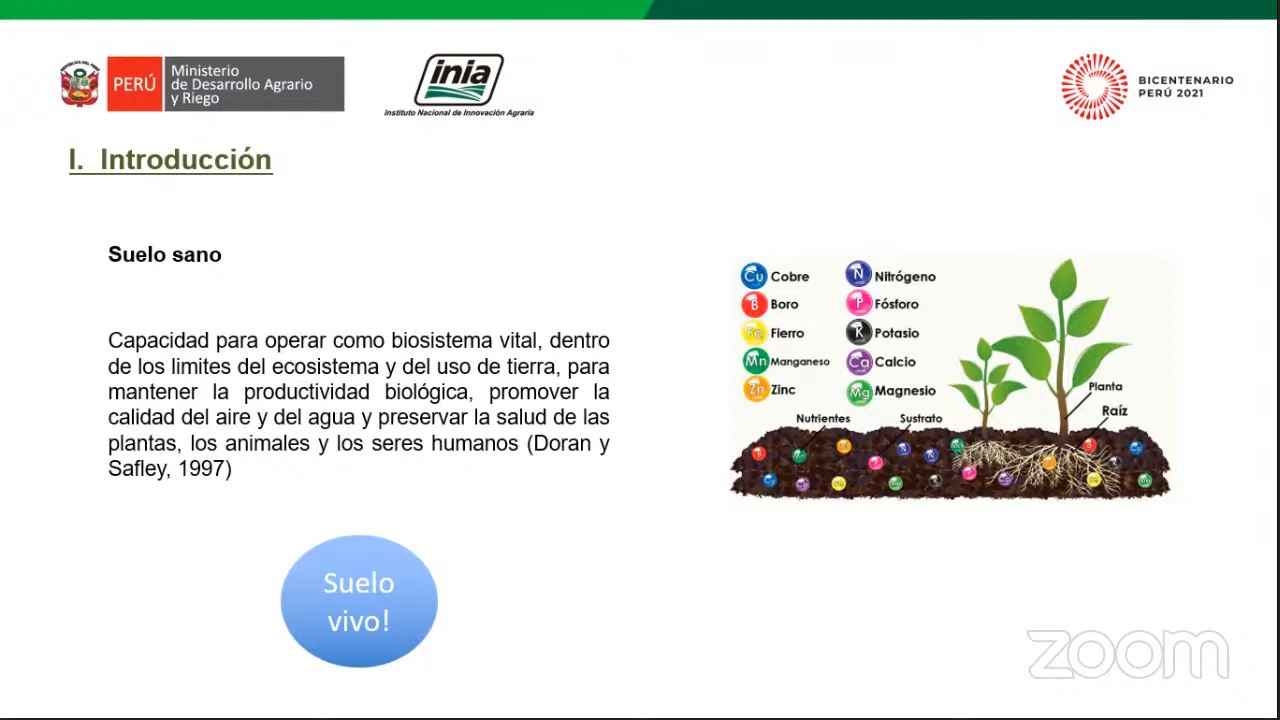 REPÚBLICA DEL PERÚ
PERÚ
Ministerio
de Desarrollo Agrario
y Riego
inia
Instituto Nacional de Innovación Agraria
BICENTENARIO
PERÚ 2021
I. Introducción
Suelo sano
Capacidad para operar como biosistema vital, dentro
de los limites del ecosistema y del uso de tierra, para
mantener la productividad biológica, promover la
calidad del aire y del agua y preservar la salud de las
plantas, los animales y los seres humanos (Doran y
Safley, 1997)
Suelo
vivo!
Cu Cobre
B Boro
Fe Fierro
Mn Manganeso
Zn Zinc
N Nitrógeno
P Fósforo
K Potasio
Ca Calcio
Mg Magnesio
Nutrientes
Sustrato
Planta
Raíz
zoom